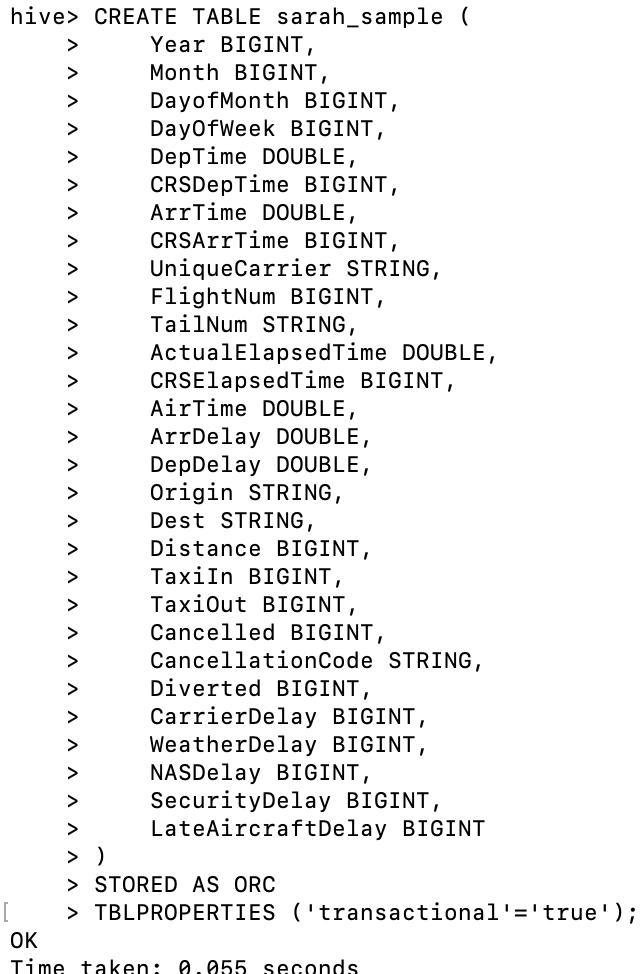 hive> CREATE TABLE sarah_sample (
    >     Year BIGINT,
    >     Month BIGINT,
    >     DayofMonth BIGINT,
    >     DayOfWeek BIGINT,
    >     DepTime DOUBLE,
    >     CRSDepTime BIGINT,
    >     ArrTime DOUBLE,
    >     CRSArrTime BIGINT,
    >     UniqueCarrier STRING,
    >     FlightNum BIGINT,
    >     TailNum STRING,
    >     ActualElapsedTime DOUBLE,
    >     CRSElapsedTime BIGINT,
    >     AirTime DOUBLE,
    >     ArrDelay DOUBLE,
    >     DepDelay DOUBLE,
    >     Origin STRING,
    >     Dest STRING,
    >     Distance BIGINT,
    >     TaxiIn BIGINT,
    >     TaxiOut BIGINT,
    >     Cancelled BIGINT,
    >     CancellationCode STRING,
    >     Diverted BIGINT,
    >     CarrierDelay BIGINT,
    >     WeatherDelay BIGINT,
    >     NASDelay BIGINT,
    >     SecurityDelay BIGINT,
    >     LateAircraftDelay BIGINT
    > )
    > STORED AS ORC
[    > TBLPROPERTIES ('transactional'='true');
OK
Time taken: 0.055 seconds